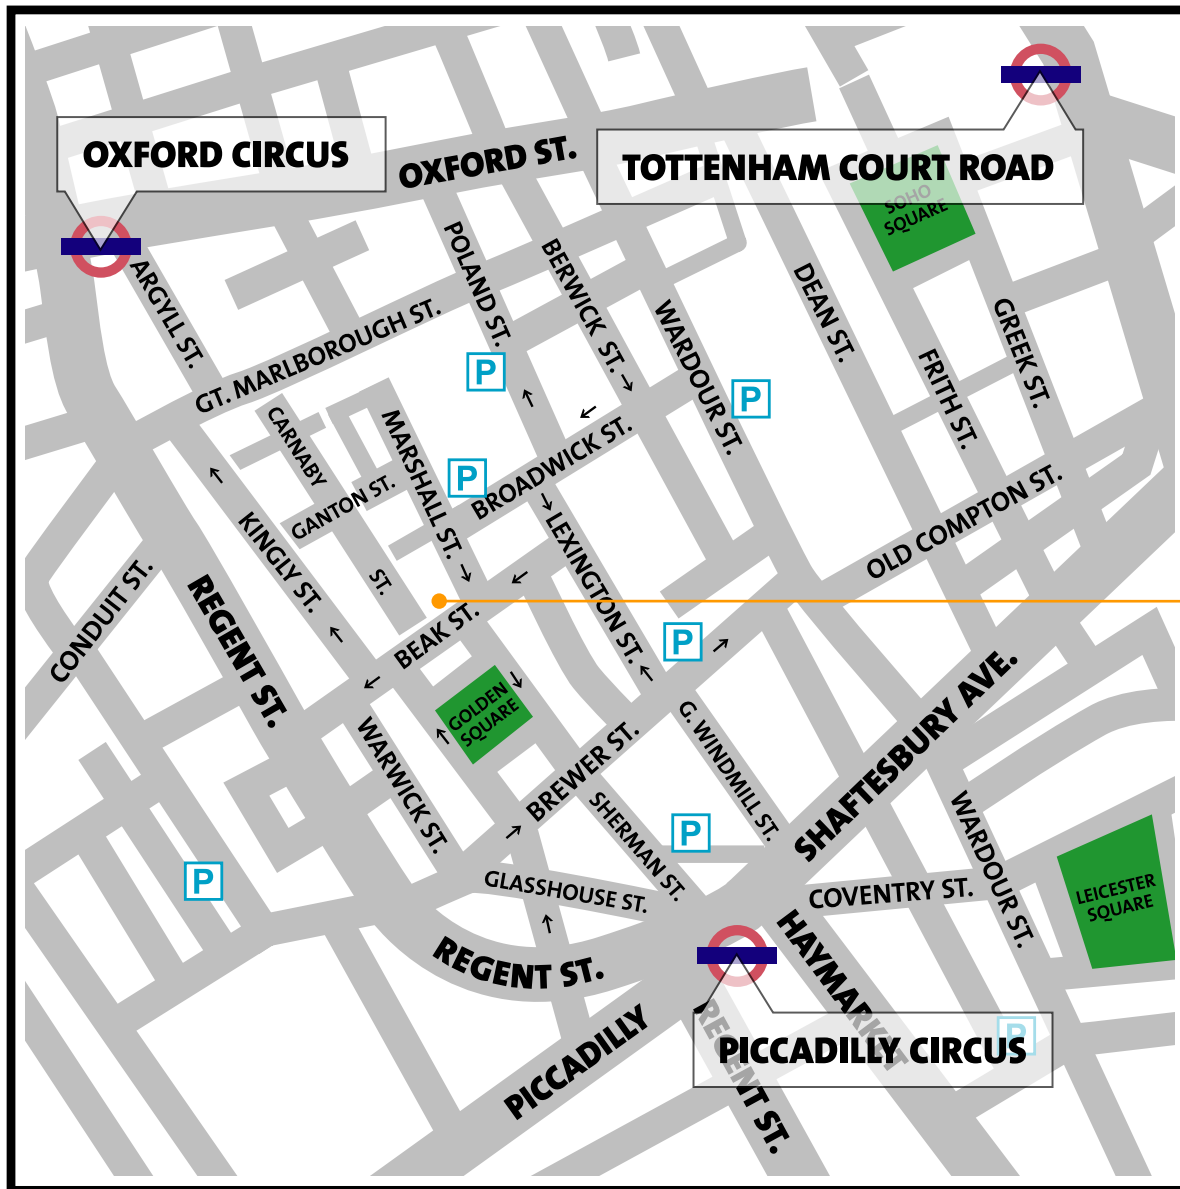 OXFORD CIRCUS
OXFORD ST.
TOTTENHAM COURT ROAD
SOHO
SQUARE
ARGYLL ST.
POLAND ST.
BERWICK ST.
WARDOUR ST.
DEAN ST.
GREEK ST.
FRITH ST.
GT. MARLBOROUGH ST.
P
P
CARNABY
ST.
MARSHALL ST.
GANTON ST.
P
BROADWICK ST.
LEXINGTON ST.
OLD COMPTON ST.
KINGLY ST.
CONDUIT ST.
REGENT ST.
BEAK ST.
P
GOLDEN
SQUARE
WARWICK ST.
BREWER ST.
G. WINDMILL ST.
SHAFTESBURY AVE.
SHERMAN ST.
P
WARDOUR ST.
P
GLASSHOUSE ST.
COVENTRY ST.
LEICESTER
SQUARE
REGENT ST.
HAYMARKET
PICCADILLY
REGENT ST.
P
PICCADILLY CIRCUS